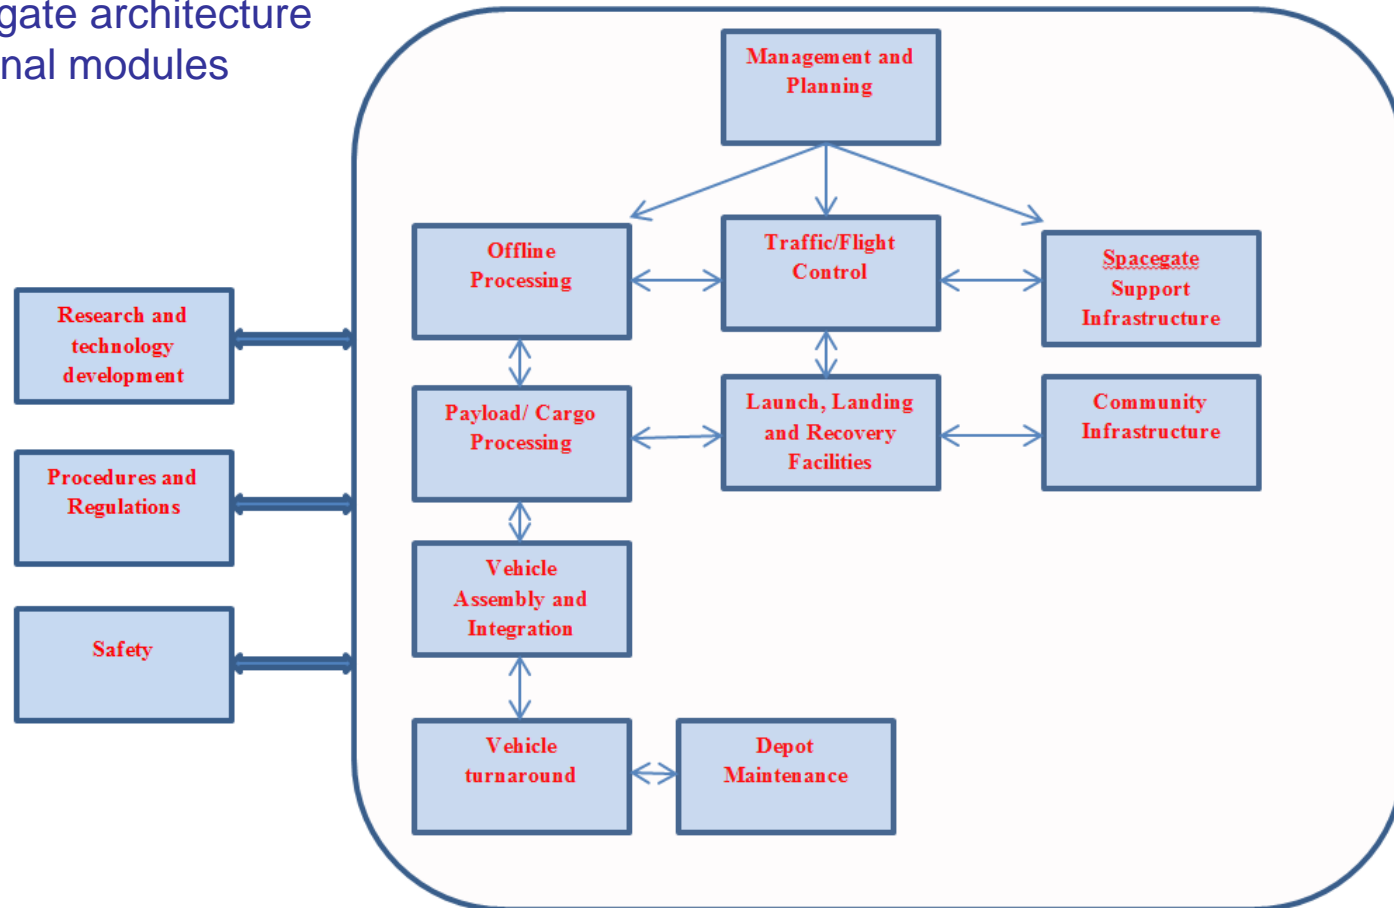 gate architecture
nal modules
Management and
Planning
Offline
Processing
Traffic/Flight
Control
Spacegate
Support
Infrastructure
Research and
technology
development
Payload/ Cargo
Processing
Launch, Landing
and Recovery
Facilities
Community
Infrastructure
Procedures and
Regulations
Vehicle
Assembly and
Integration
Safety
Vehicle
turnaround
Depot
Maintenance